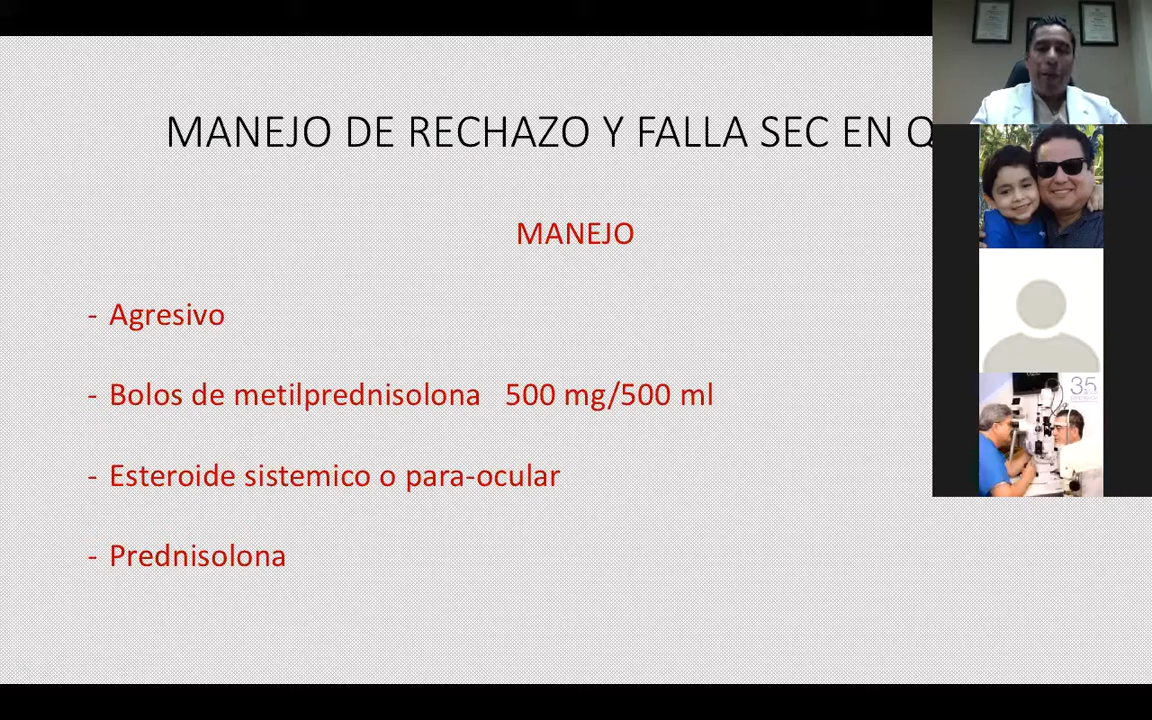 MANEJO DE RECHAZO Y FALLA SEC EN
MANEJO
- Agresivo
- Bolos de metilprednisolona 500 mg/500 ml
- Esteroide sistemico o para-ocular
- Prednisolona
35